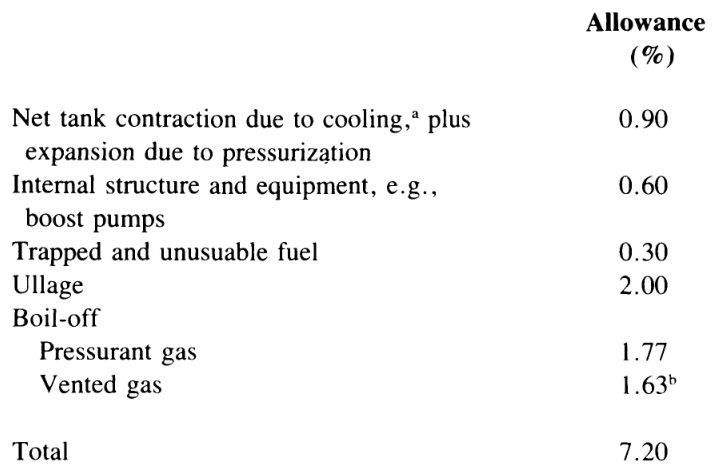 Allowance
(%)
Net tank contraction due to cooling,ᵃ plus 0.90
expansion due to pressurization
Internal structure and equipment, e.g., 0.60
boost pumps
Trapped and unusuable fuel 0.30
Ullage 2.00
Boil-off
Pressurant gas 1.77
Vented gas 1.63ᵇ
Total 7.20